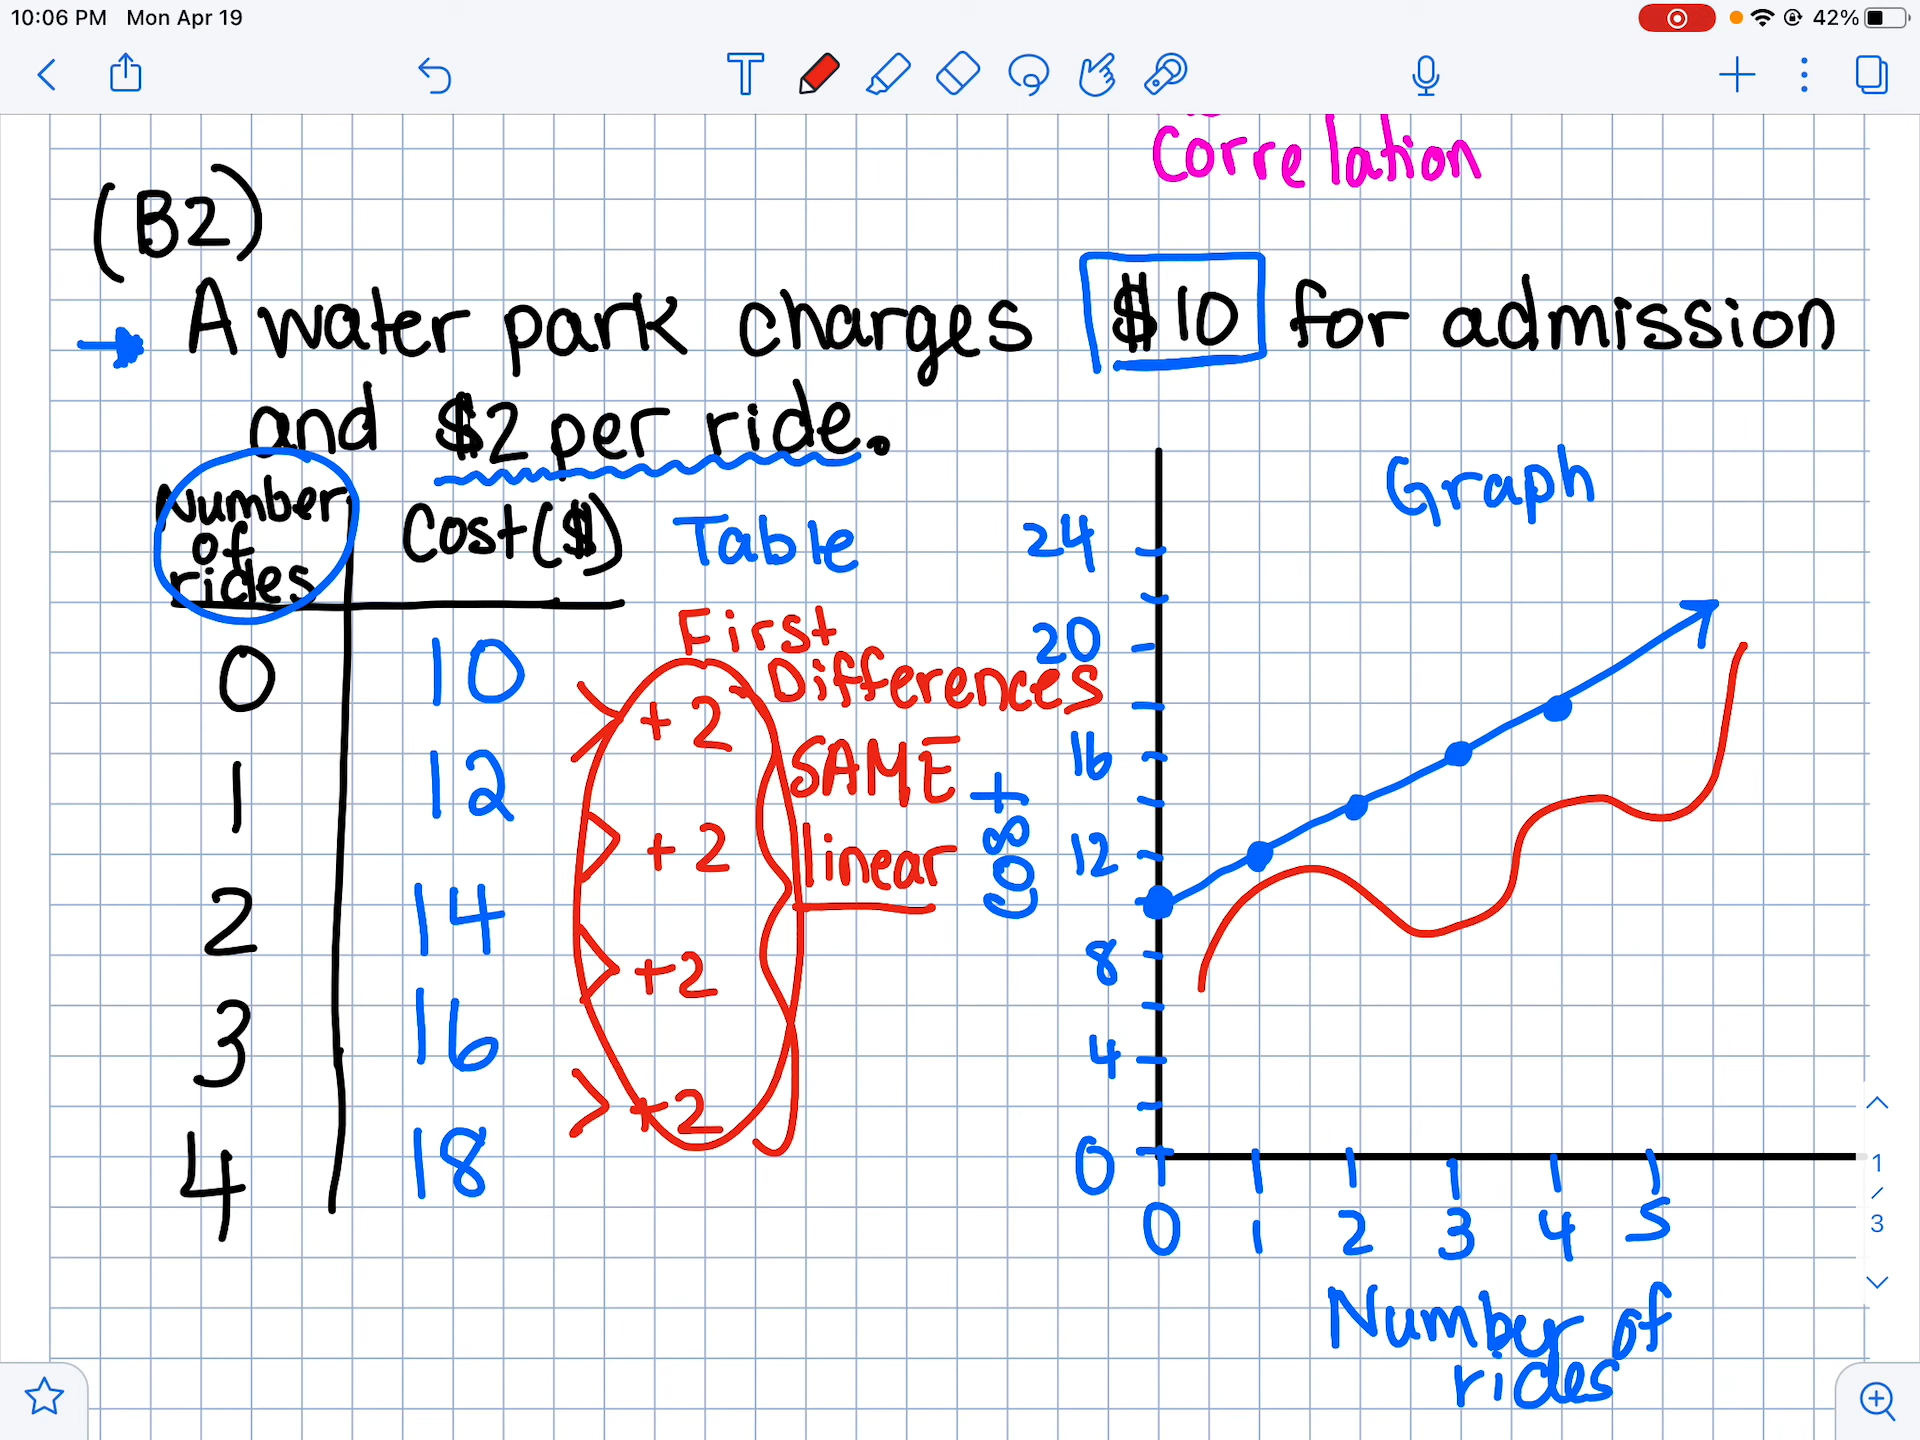 10:06 PM Mon Apr 19
42%
T
Correlation
(B2)
A water park charges $10 for admission
and $2 per ride.
Number
of
rides
Cost($)
Table
Graph
First
Differences
0 10
1 12
2 14
3 16
4 18
+2
+2
+2
+2
SAME
linear
Cost
24
20
16
12
8
4
0
0 1 2 3 4 5
Number of
rides
1
/
3